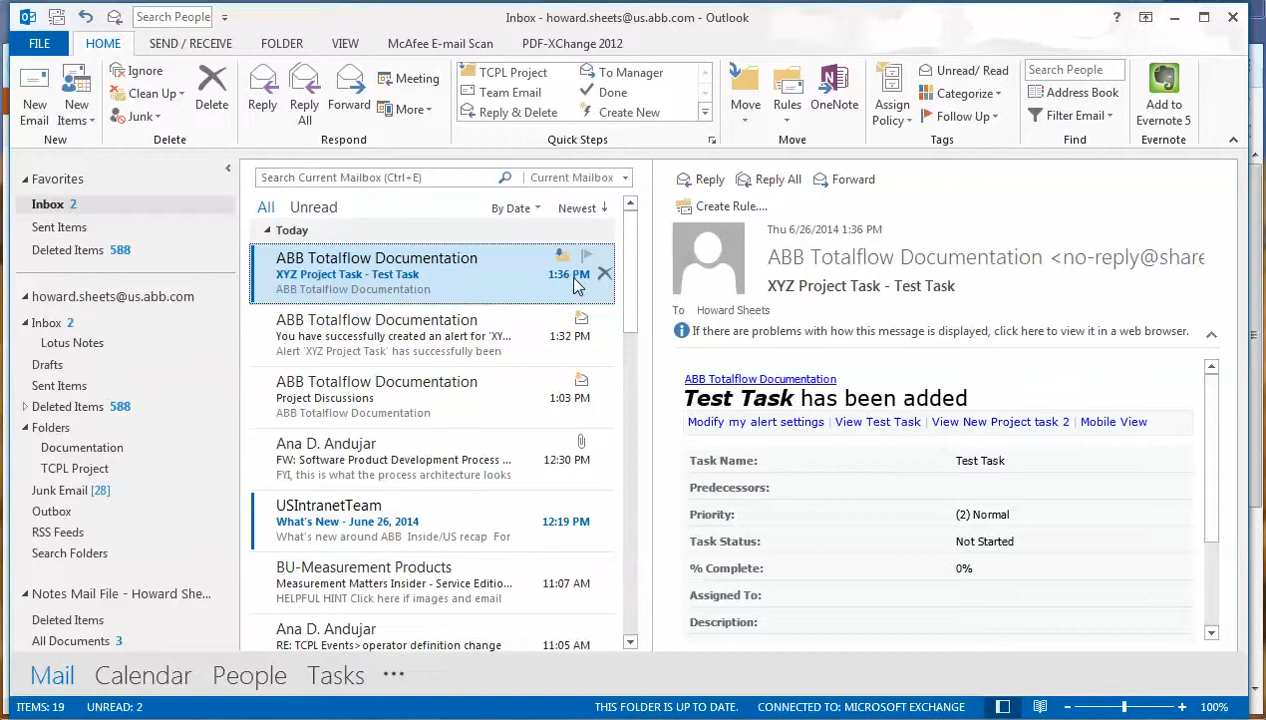 Search People
Inbox - howard.sheets@us.abb.com - Outlook
?
FILE HOME SEND / RECEIVE FOLDER VIEW McAfee E-mail Scan PDF-XChange 2012
New Email
New Items
New
Ignore
Clean Up
Junk
Delete
Delete
Reply
Reply All
Forward
Meeting
More
Respond
TCPL Project
Team Email
Reply & Delete
To Manager
Done
Create New
Quick Steps
Move
Rules
OneNote
Move
Assign Policy
Unread/ Read
Categorize
Follow Up
Tags
Search People
Address Book
Filter Email
Find
Add to Evernote 5
Evernote
Favorites
Inbox 2
Sent Items
Deleted Items 588
howard.sheets@us.abb.com
Inbox 2
Lotus Notes
Drafts
Sent Items
Deleted Items 588
Folders
Documentation
TCPL Project
Junk Email [28]
Outbox
RSS Feeds
Search Folders
Notes Mail File - Howard She...
Deleted Items
All Documents 3
Search Current Mailbox (Ctrl+E) Current Mailbox
All Unread By Date Newest
Today
ABB Totalflow Documentation
XYZ Project Task - Test Task 1:36 PM
ABB Totalflow Documentation
ABB Totalflow Documentation
You have successfully created an alert for 'XY... 1:32 PM
Alert 'XYZ Project Task' has successfully been
ABB Totalflow Documentation
Project Discussions 1:03 PM
ABB Totalflow Documentation
Ana D. Andujar
FW: Software Product Development Process ... 12:30 PM
FYI, this is what the process architecture looks
USIntranetTeam
What's New - June 26, 2014 12:19 PM
What's new around ABB Inside/US recap For
BU-Measurement Products
Measurement Matters Insider - Service Editio... 11:07 AM
HELPFUL HINT Click here if images and email
Ana D. Andujar
RE: TCPL Events> operator definition change 11:05 AM
Reply Reply All Forward
Create Rule....
Thu 6/26/2014 1:36 PM
ABB Totalflow Documentation <no-reply@share
XYZ Project Task - Test Task
To Howard Sheets
If there are problems with how this message is displayed, click here to view it in a web browser.
ABB Totalflow Documentation
Test Task has been added
Modify my alert settings | View Test Task | View New Project task 2 | Mobile View
Task Name: Test Task
Predecessors:
Priority: (2) Normal
Task Status: Not Started
% Complete: 0%
Assigned To:
Description:
Mail Calendar People Tasks ...
ITEMS: 19 UNREAD: 2 THIS FOLDER IS UP TO DATE. CONNECTED TO: MICROSOFT EXCHANGE 100%